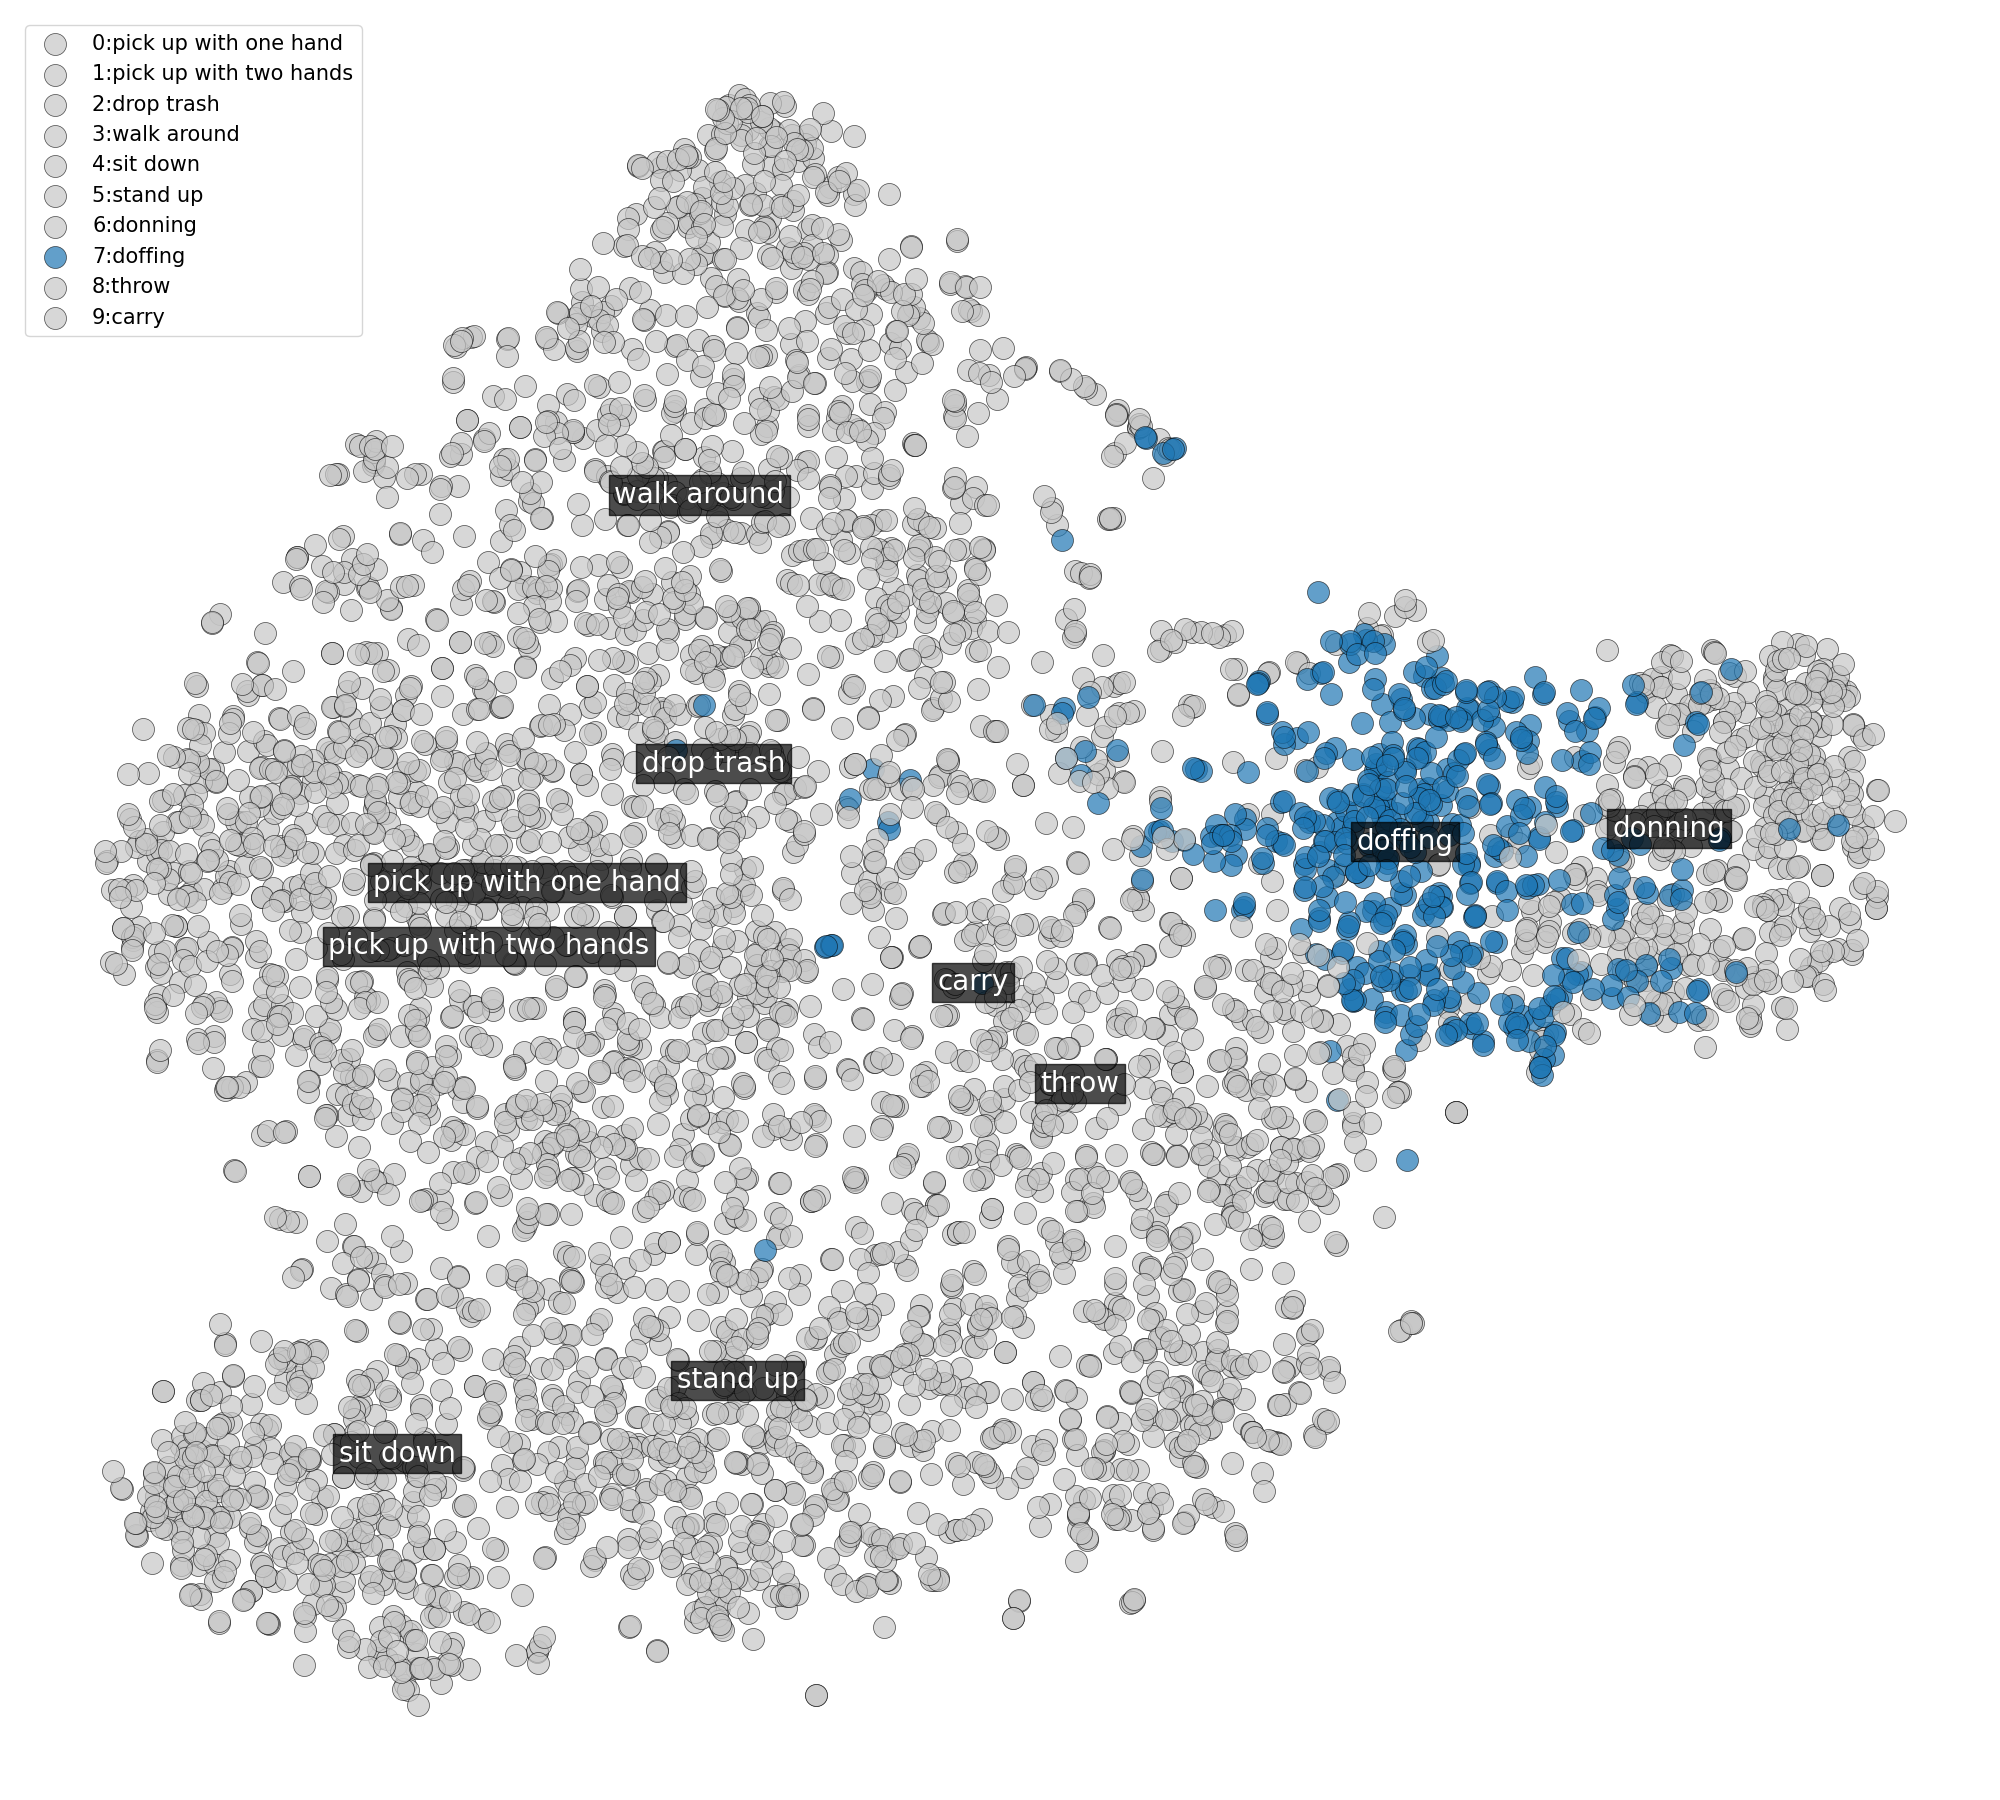 0:pick up with one hand
1:pick up with two hands
2:drop trash
3:walk around
4:sit down
5:stand up
6:donning
7:doffing
8:throw
9:carry
walk around
drop trash
donning
doffing
pick up with one hand
pick up with two hands
carry
throw
stand up
sit down